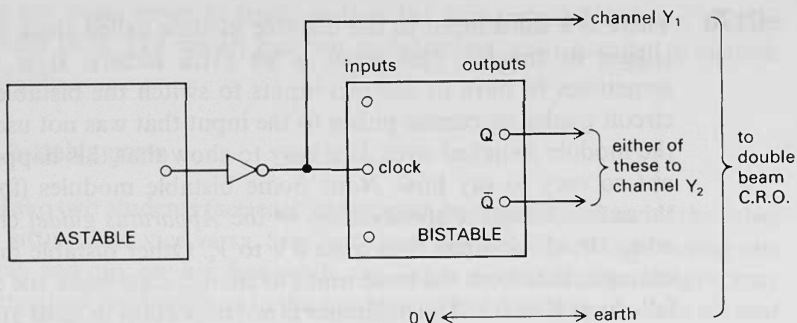 channel Y₁
inputs
outputs
Q
clock
either of
these to
channel Y₂
to
double
beam
C.R.O.
Q̅
ASTABLE
BISTABLE
0 V
earth